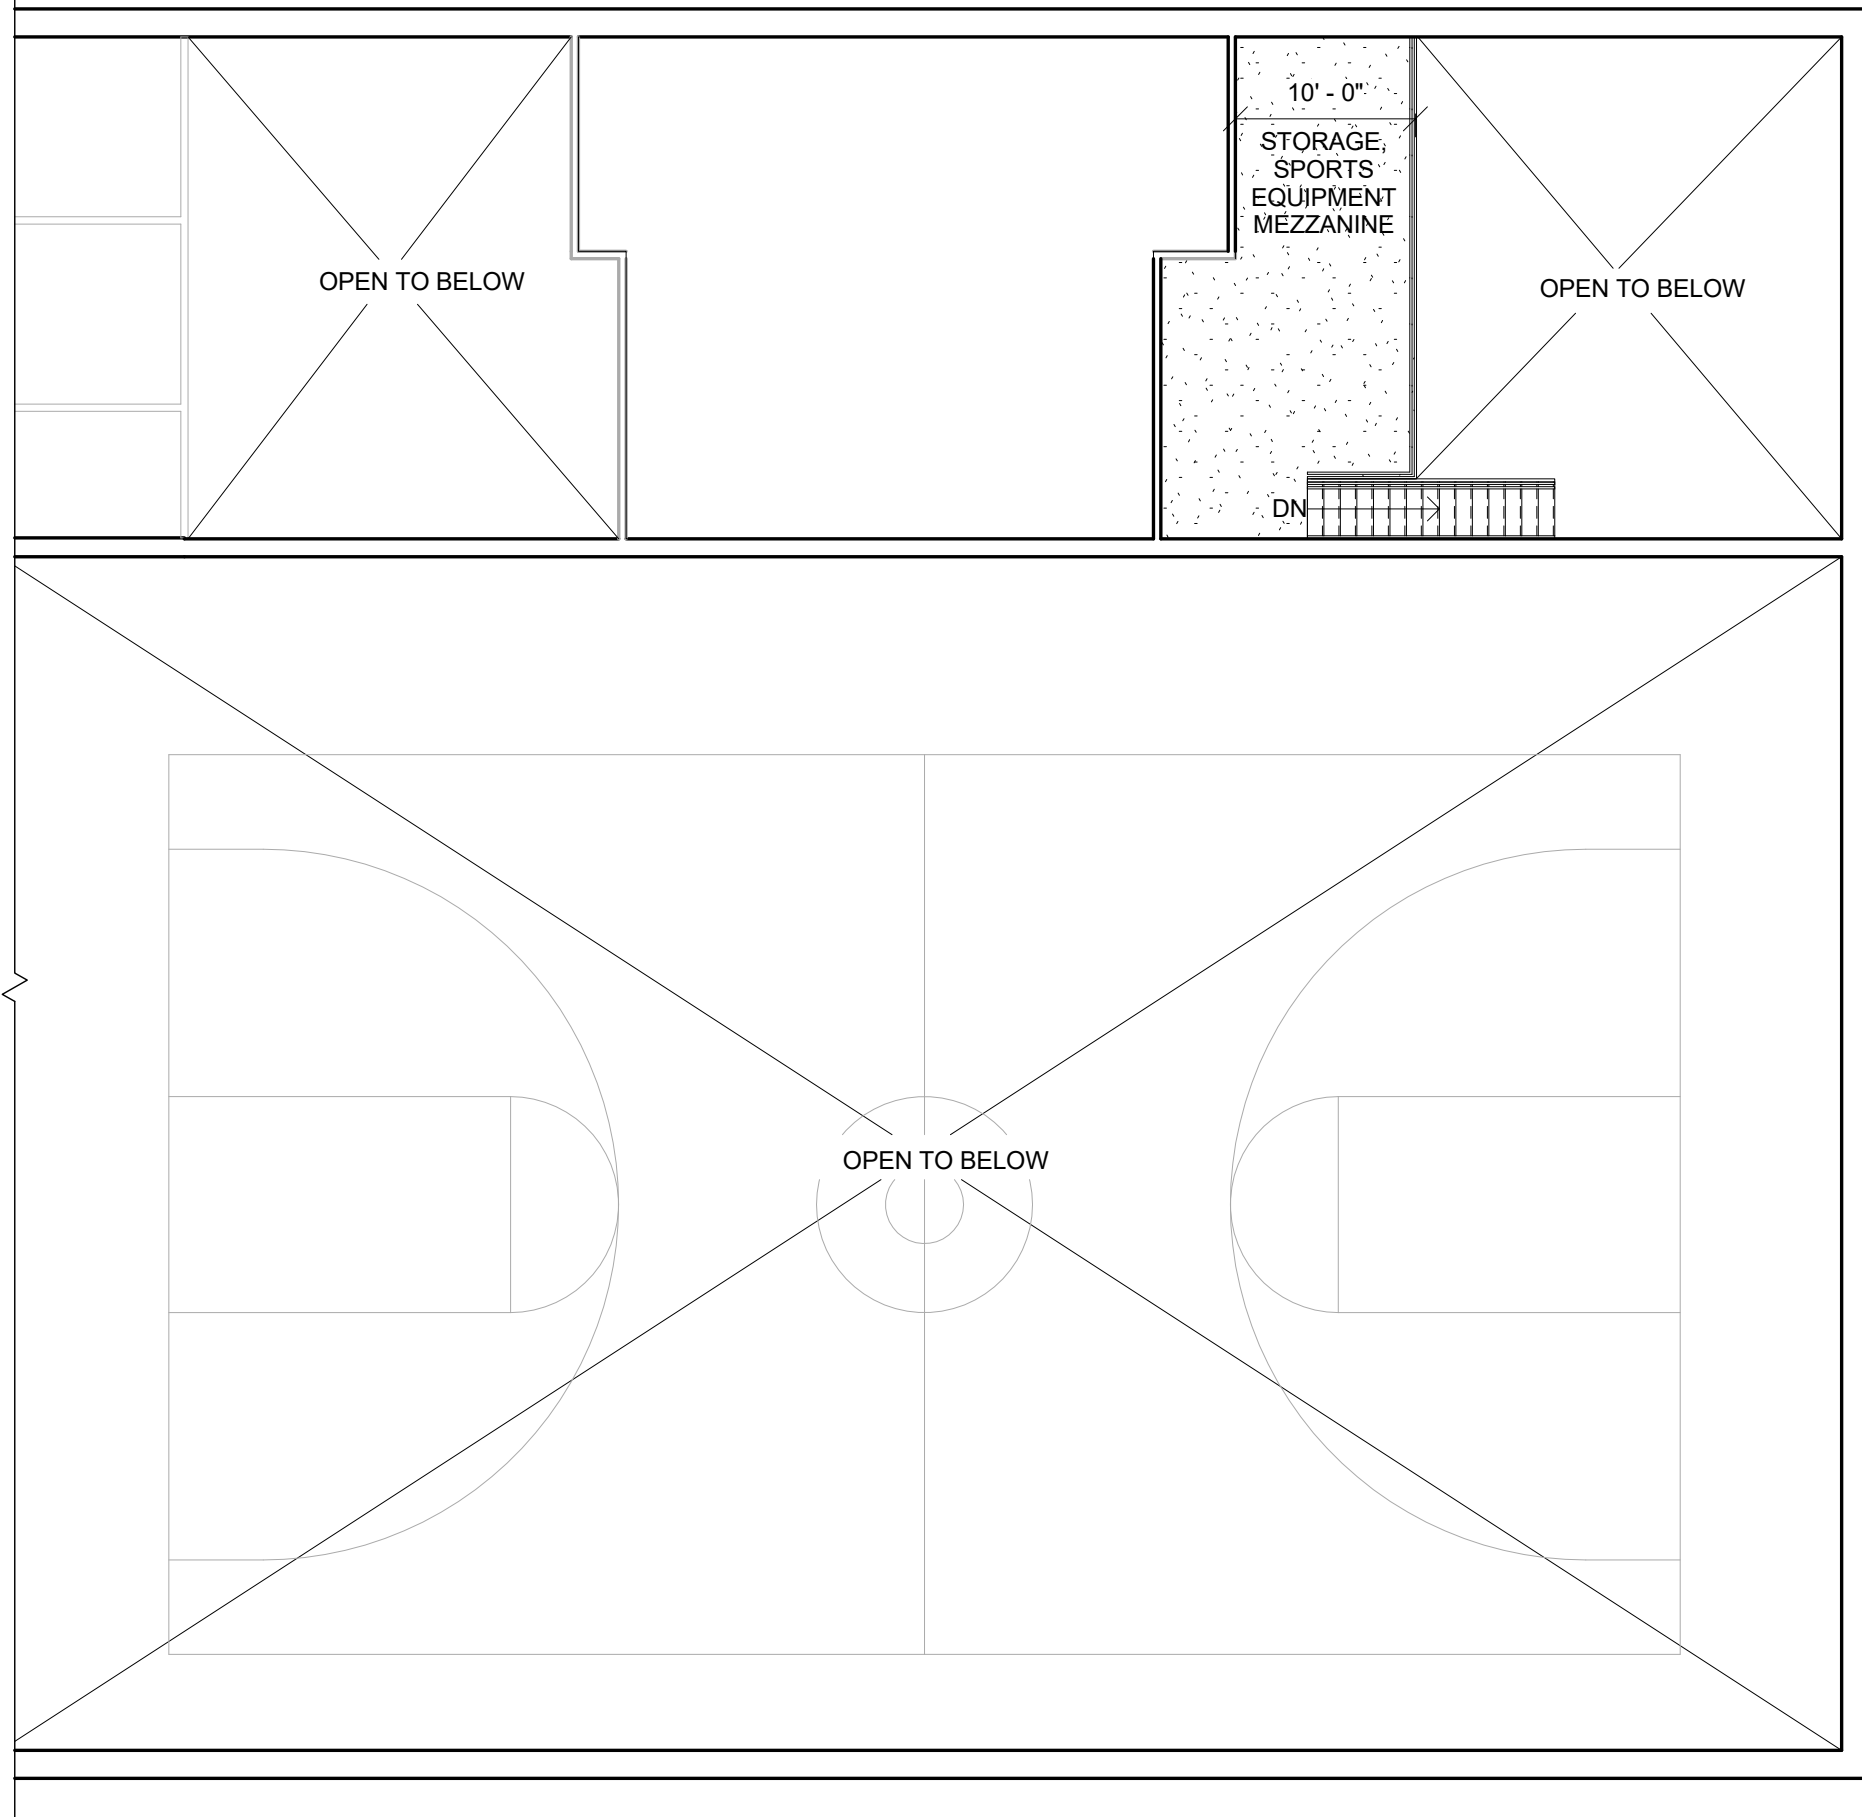 10' - 0"
STORAGE,
SPORTS
EQUIPMENT
MEZZANINE
OPEN TO BELOW
OPEN TO BELOW
DN
OPEN TO BELOW